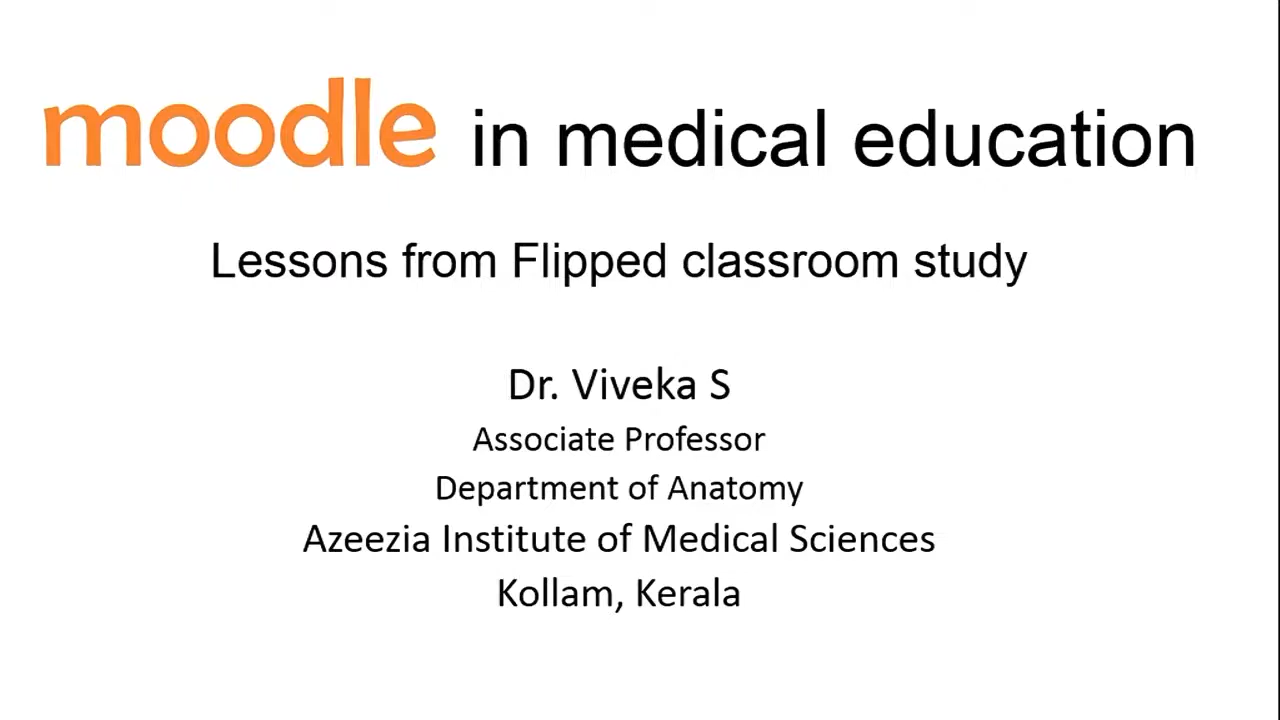 moodle in medical education
Lessons from Flipped classroom study
Dr. Viveka S
Associate Professor
Department of Anatomy
Azeezia Institute of Medical Sciences
Kollam, Kerala